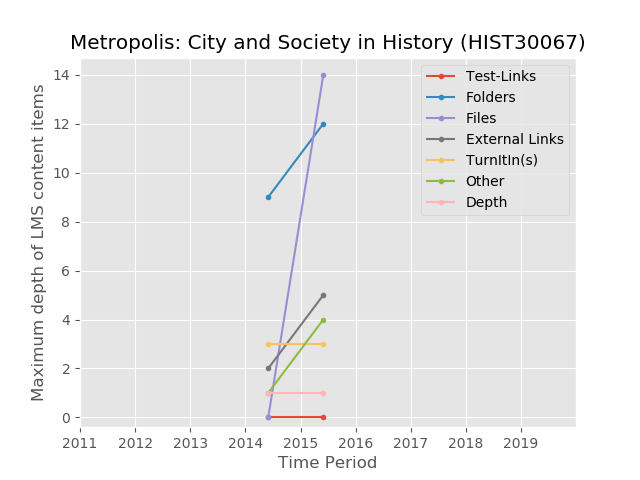 Metropolis: City and Society in History (HIST30067)
Test-Links
Folders
Files
External Links
TurnItIn(s)
Other
Depth
Maximum depth of LMS content items
14
12
10
8
6
4
2
0
2011 2012 2013 2014 2015 2016 2017 2018 2019
Time Period